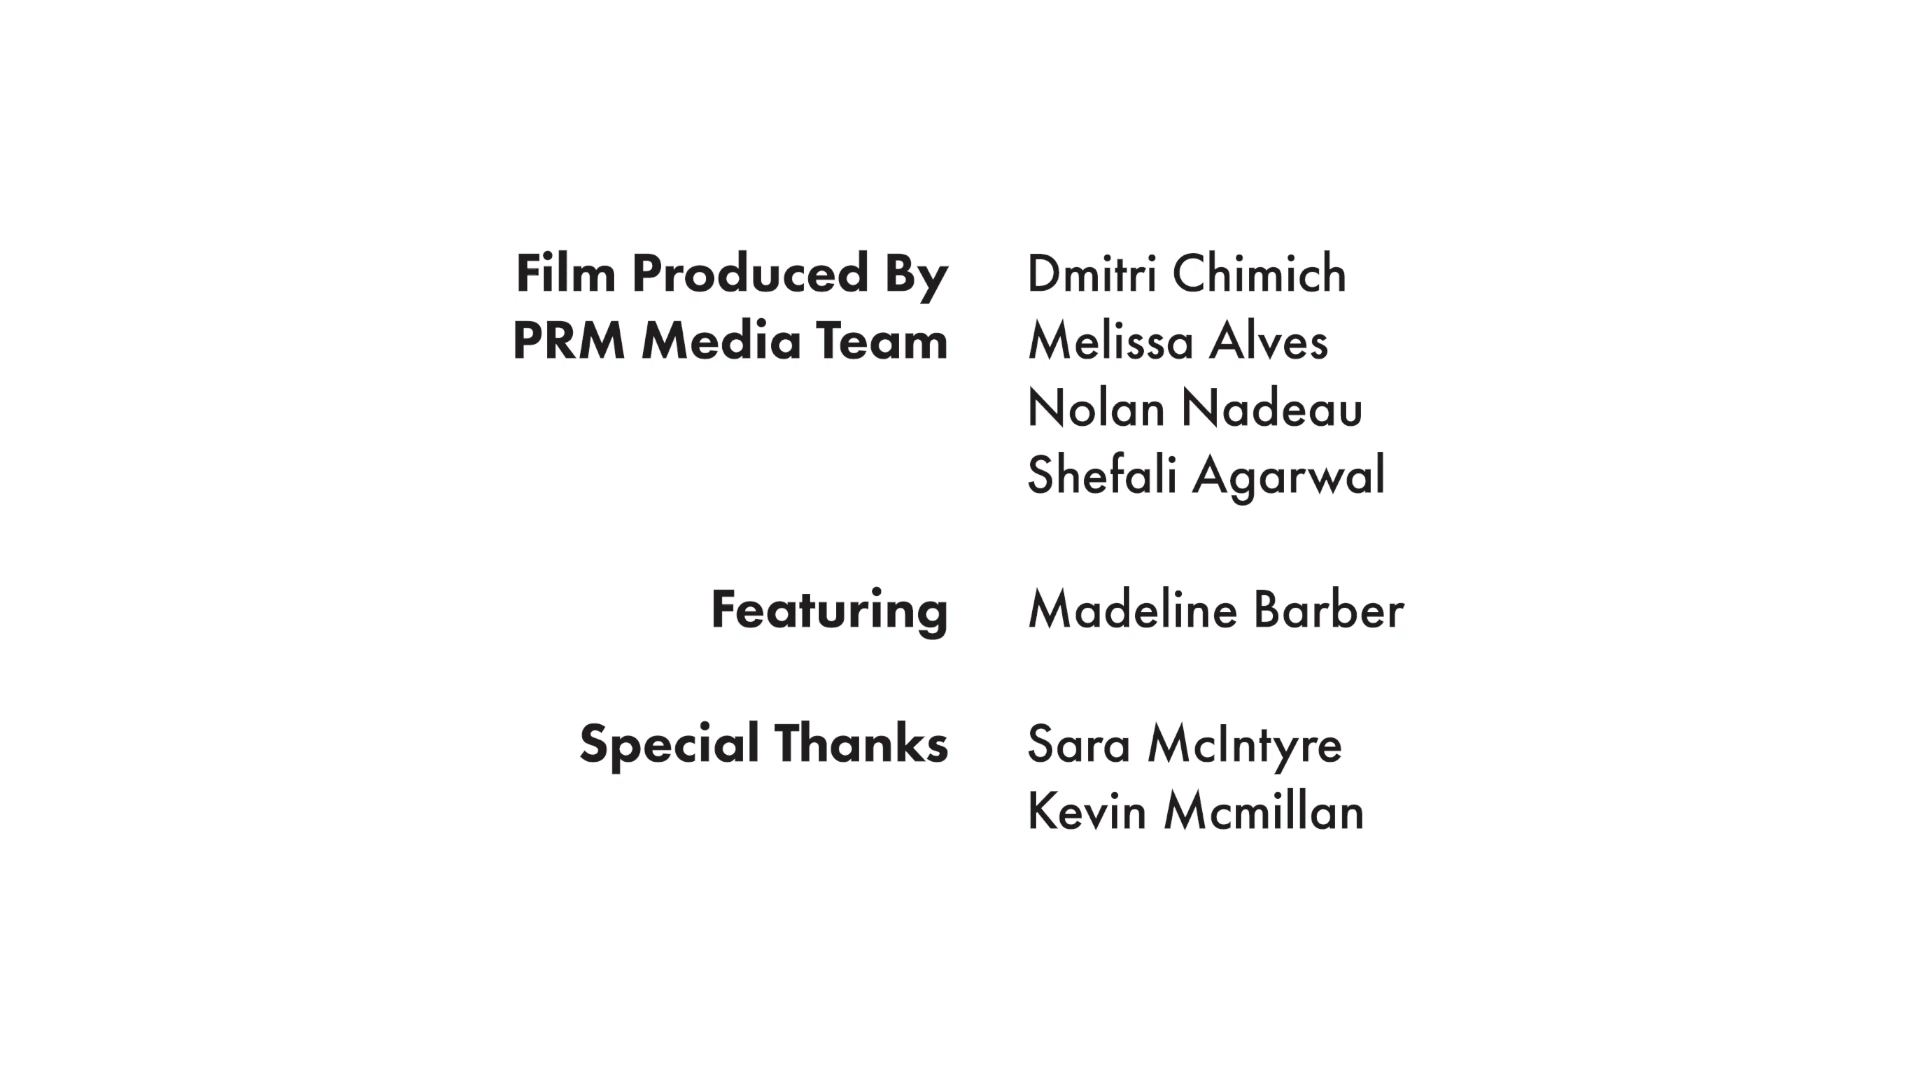 Film Produced By Dmitri Chimich
PRM Media Team Melissa Alves
Nolan Nadeau
Shefali Agarwal
Featuring Madeline Barber
Special Thanks Sara McIntyre
Kevin Mcmillan